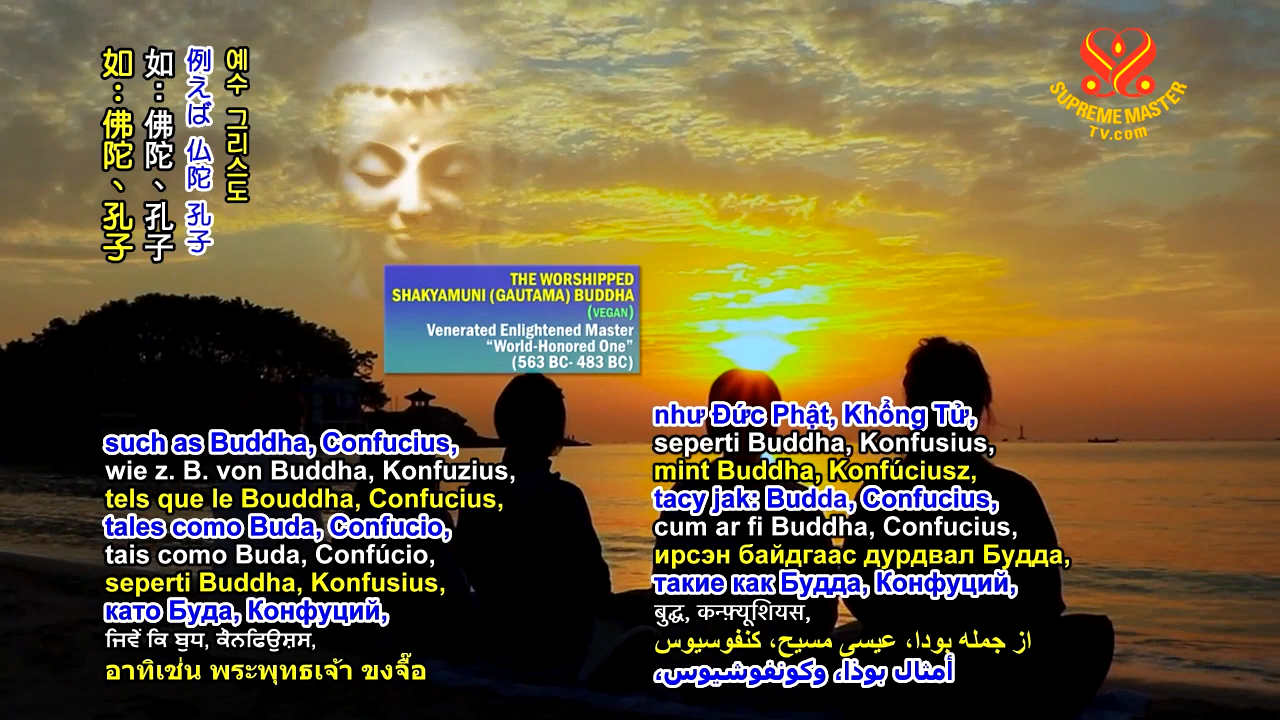 如：佛陀、孔子
如：佛陀、孔子
例えば 仏陀 孔子
예수 그리스도
SUPREME MASTER
TV.com
THE WORSHIPPED
SHAKYAMUNI (GAUTAMA) BUDDHA
(VEGAN)
Venerated Enlightened Master
“World-Honored One”
(563 BC- 483 BC)
such as Buddha, Confucius,
wie z. B. von Buddha, Konfuzius,
tels que le Bouddha, Confucius,
tales como Buda, Confucio,
tais como Buda, Confúcio,
seperti Buddha, Konfusius,
като Буда, Конфуций,
ਜਿਵੇਂ ਕਿ ਬੁਧ, ਕੋਨਫਿਉਸ਼ਸ,
อาทิเช่น พระพุทธเจ้า ขงจื๊อ
như Đức Phật, Khổng Tử,
seperti Buddha, Konfusius,
mint Buddha, Konfúciusz,
tacy jak: Budda, Confucius,
cum ar fi Buddha, Confucius,
ирсэн байдгаас дурдвал Будда,
такие как Будда, Конфуций,
बुद्ध, कन्फ़्यूशियस,
از جمله بودا، عیسی مسیح، کنفوسیوس
أمثال بوذا، وكونفوشيوس،